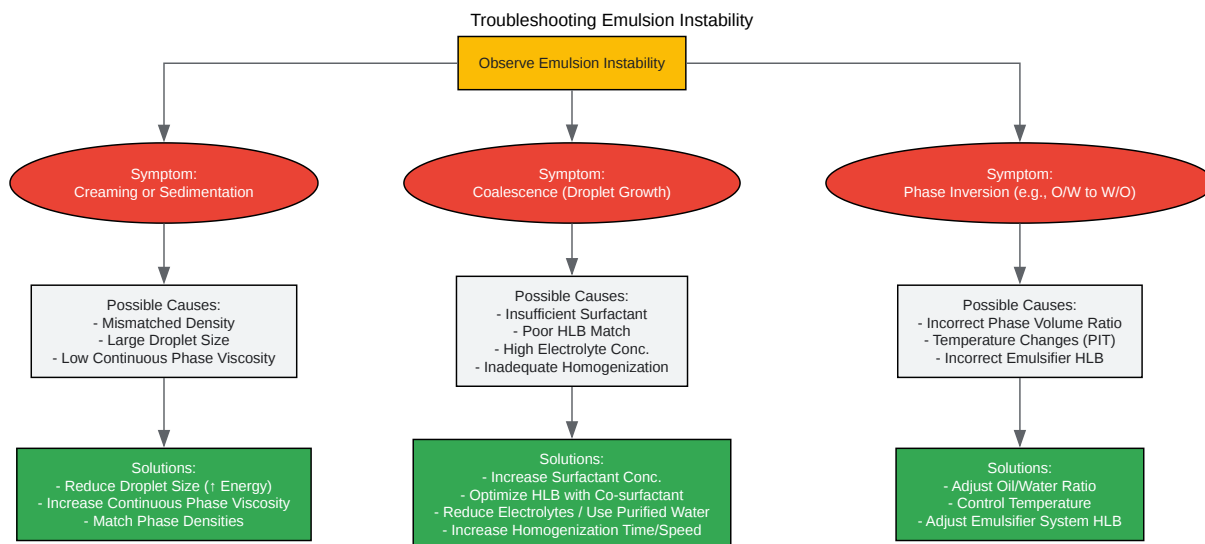 Troubleshooting Emulsion Instability
Observe Emulsion Instability
Symptom:
Creaming or Sedimentation
Symptom:
Coalescence (Droplet Growth)
Symptom:
Phase Inversion (e.g., O/W to W/O)
Possible Causes:
- Mismatched Density
- Large Droplet Size
- Low Continuous Phase Viscosity
Possible Causes:
- Insufficient Surfactant
- Poor HLB Match
- High Electrolyte Conc.
- Inadequate Homogenization
Possible Causes:
- Incorrect Phase Volume Ratio
- Temperature Changes (PIT)
- Incorrect Emulsifier HLB
Solutions:
- Reduce Droplet Size (↑ Energy)
- Increase Continuous Phase Viscosity
- Match Phase Densities
Solutions:
- Increase Surfactant Conc.
- Optimize HLB with Co-surfactant
- Reduce Electrolytes / Use Purified Water
- Increase Homogenization Time/Speed
Solutions:
- Adjust Oil/Water Ratio
- Control Temperature
- Adjust Emulsifier System HLB